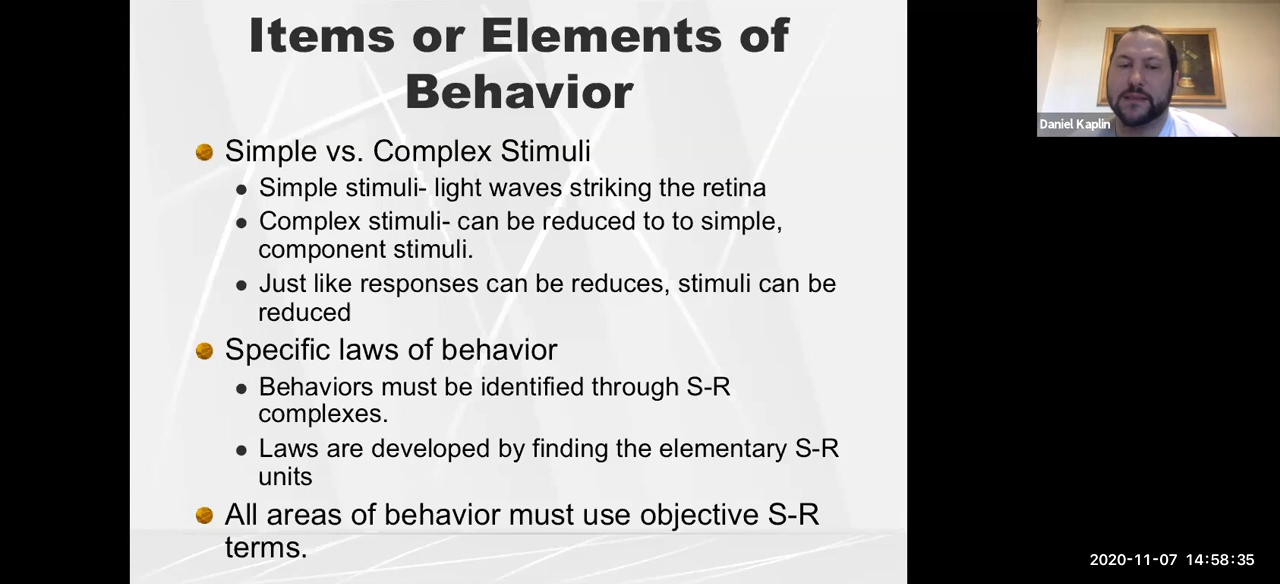 Items or Elements of
Behavior
Simple vs. Complex Stimuli
Simple stimuli- light waves striking the retina
Complex stimuli- can be reduced to to simple,
component stimuli.
Just like responses can be reduces, stimuli can be
reduced
Specific laws of behavior
Behaviors must be identified through S-R
complexes.
Laws are developed by finding the elementary S-R
units
All areas of behavior must use objective S-R
terms.
Daniel Kaplin
2020-11-07 14:58:35